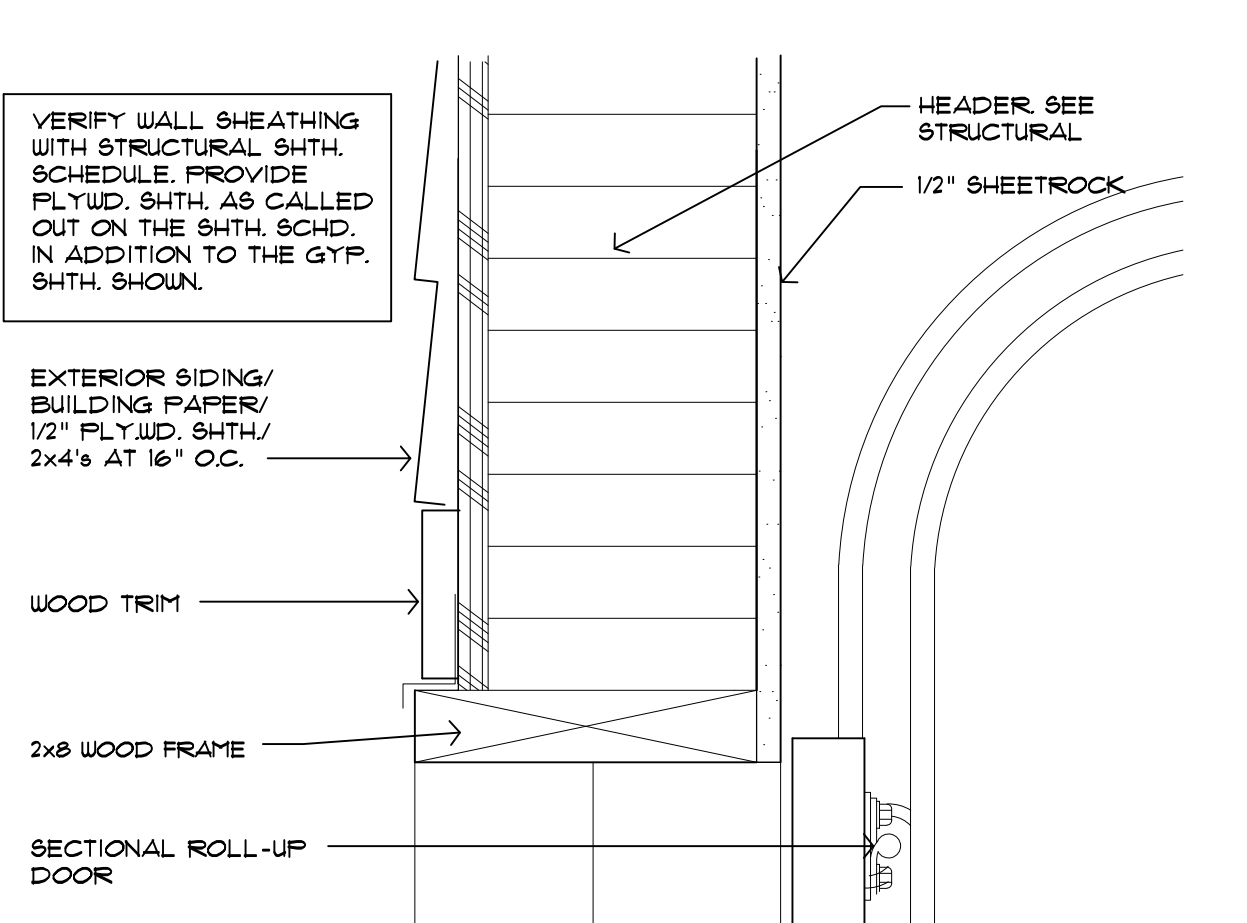 VERIFY WALL SHEATHING
WITH STRUCTURAL SHTH.
SCHEDULE. PROVIDE
PLYWD. SHTH. AS CALLED
OUT ON THE SHTH. SCHD.
IN ADDITION TO THE GYP.
SHTH. SHOWN.
HEADER. SEE
STRUCTURAL
1/2" SHEETROCK
EXTERIOR SIDING/
BUILDING PAPER/
1/2" PLY.WD. SHTH./
2x4's AT 16" O.C.
WOOD TRIM
2x8 WOOD FRAME
SECTIONAL ROLL-UP
DOOR